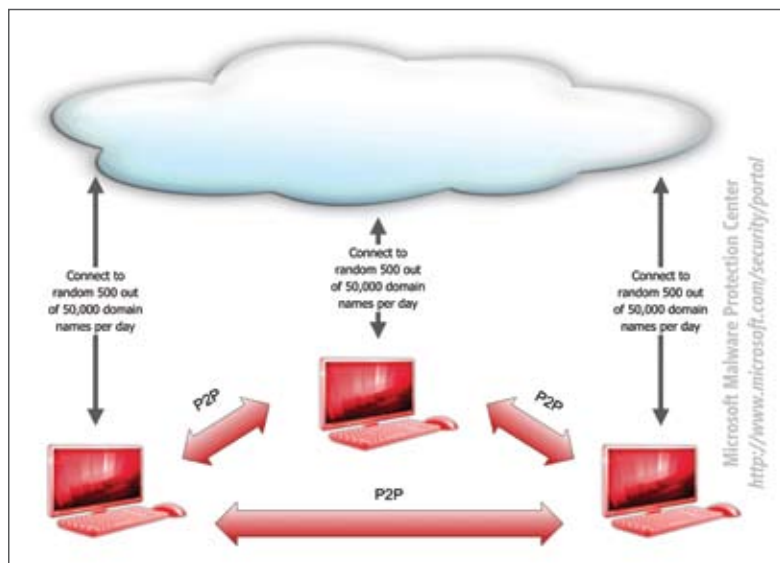 Connect to
random 500 out
of 50,000 domain
names per day
Connect to
random 500 out
of 50,000 domain
names per day
Connect to
random 500 out
of 50,000 domain
names per day
P2P
P2P
P2P
Microsoft Malware Protection Center
http://www.microsoft.com/security/portal